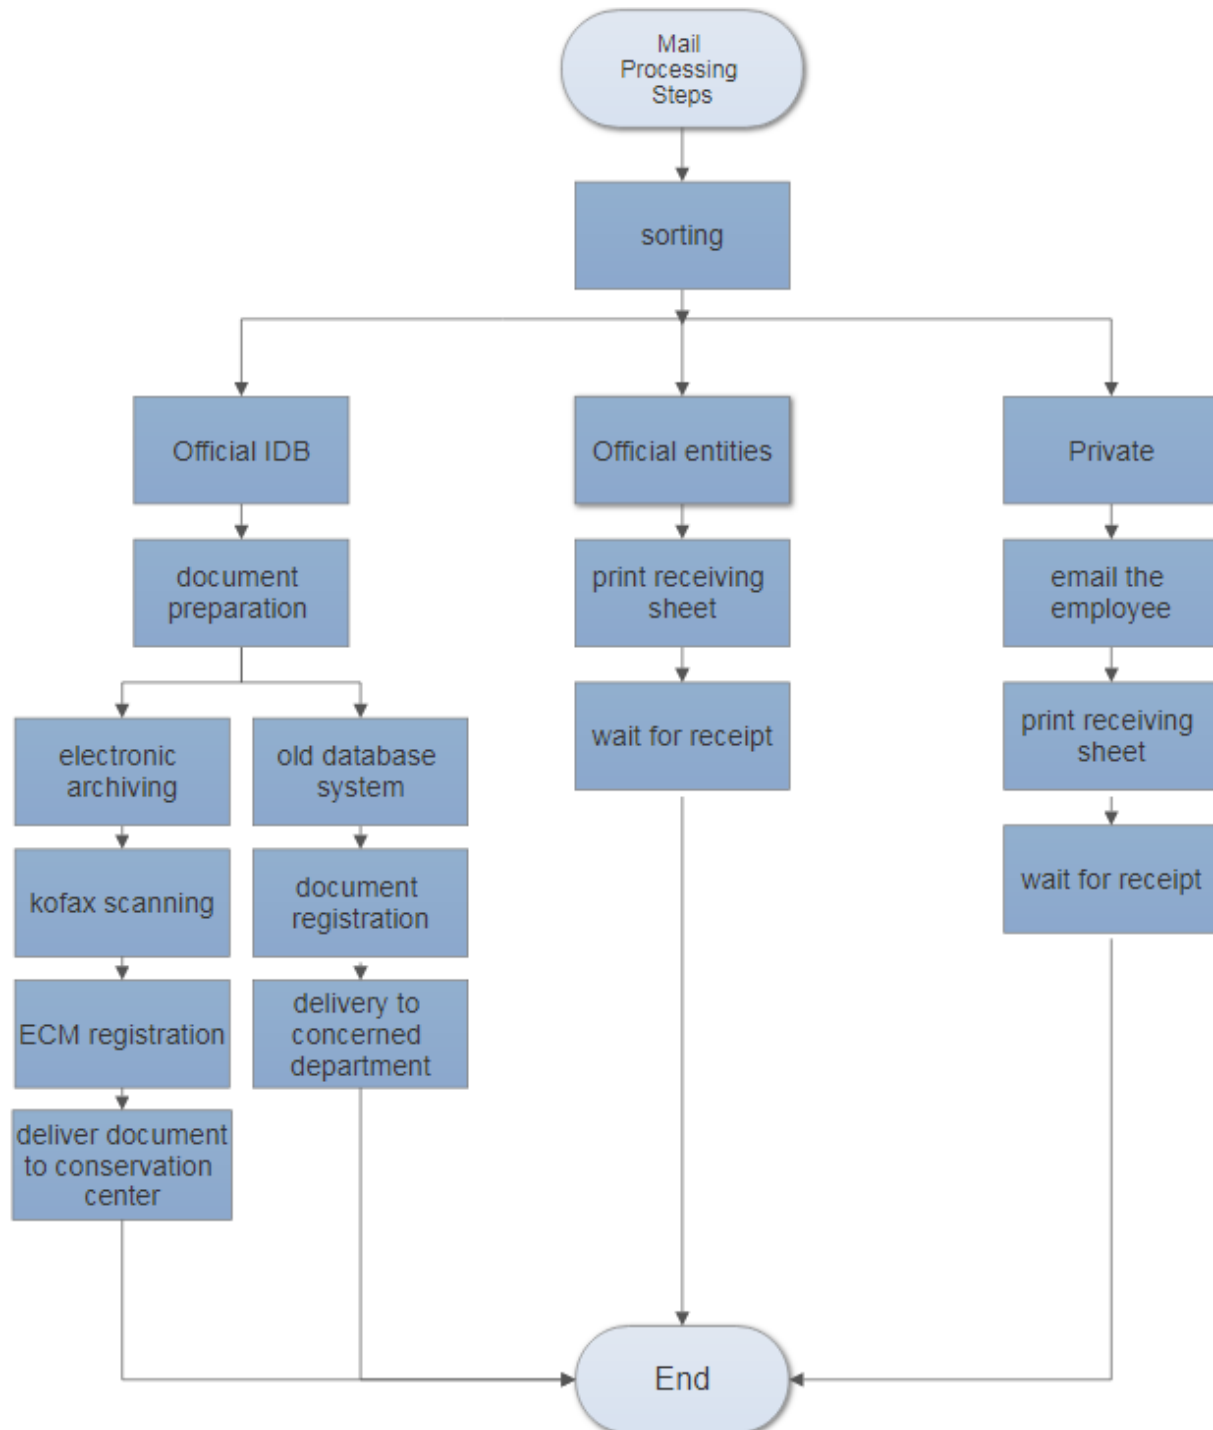 Mail
Processing
Steps
sorting
Official IDB
Official entities
Private
document
preparation
print receiving
sheet
email the
employee
electronic
archiving
old database
system
wait for receipt
print receiving
sheet
kofax scanning
document
registration
wait for receipt
ECM registration
delivery to
concerned
department
deliver document
to conservation
center
End